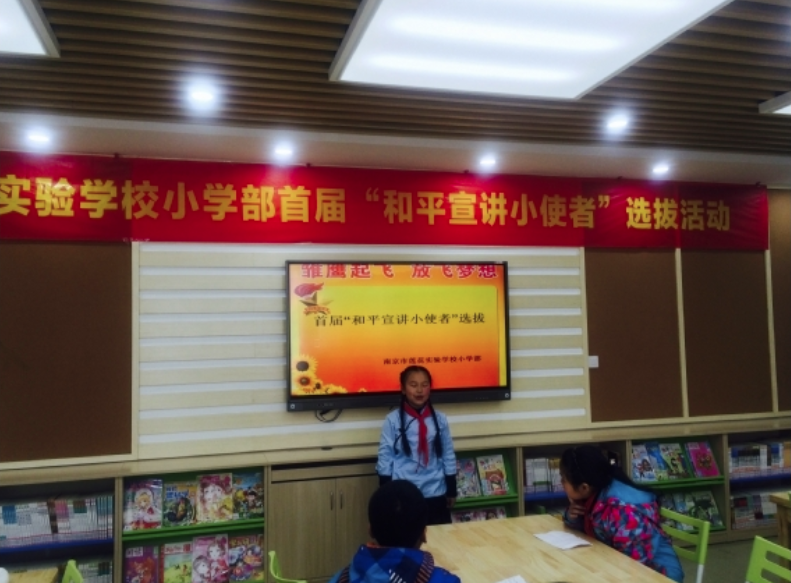 实验学校小学部首届“和平宣讲小使者”选拔活动
雏鹰起飞 放飞梦想
首届“和平宣讲小使者”选拔
南京市莲花实验学校小学部